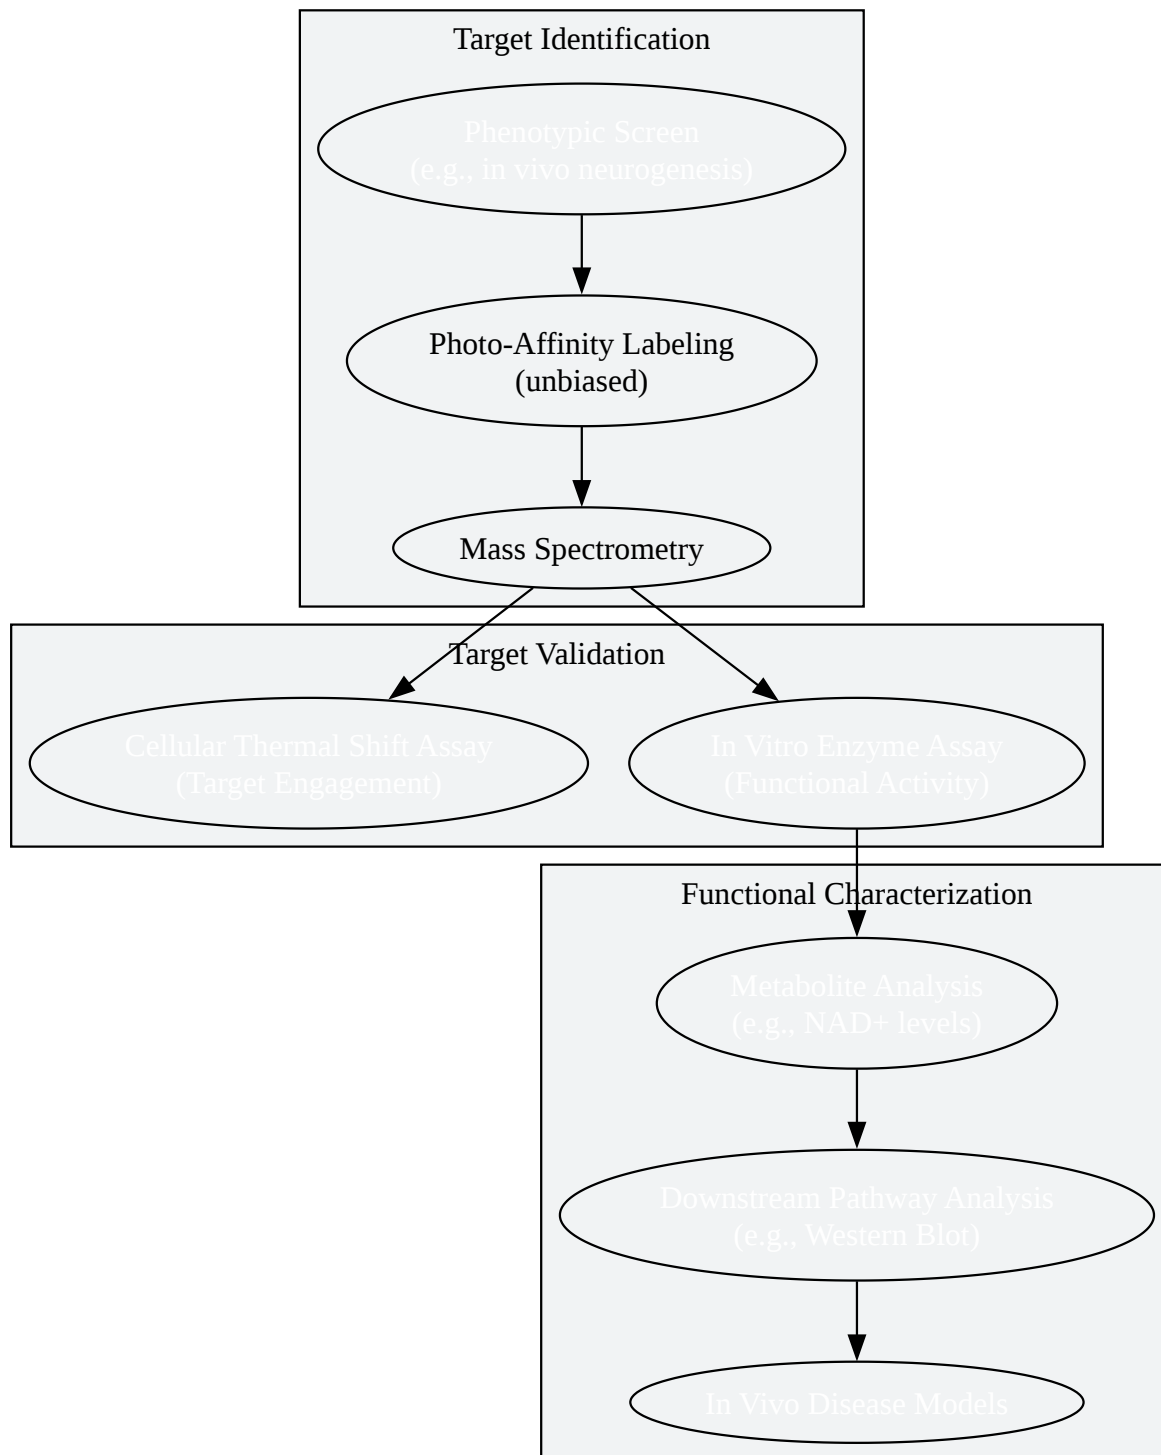 Target Identification
Phenotypic Screen
(e.g., in vivo neurogenesis)
Photo-Affinity Labeling
(unbiased)
Mass Spectrometry
Target Validation
Cellular Thermal Shift Assay
(Target Engagement)
In Vitro Enzyme Assay
(Functional Activity)
Functional Characterization
Metabolite Analysis
(e.g., NAD+ levels)
Downstream Pathway Analysis
(e.g., Western Blot)
In Vivo Disease Models